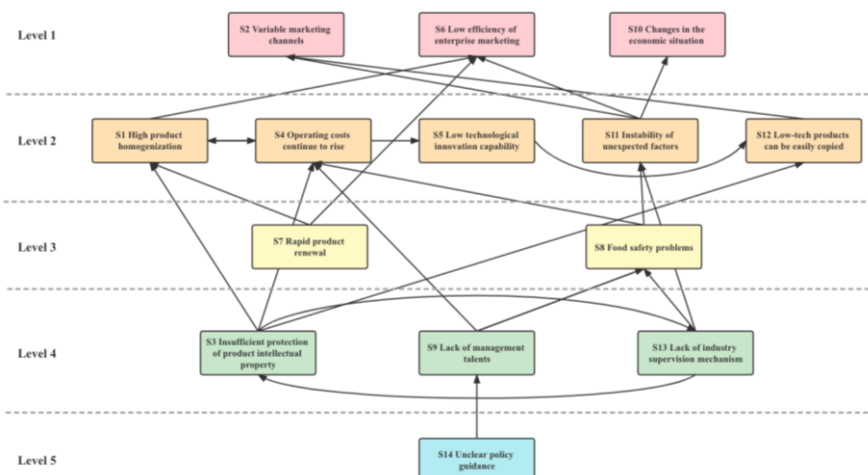 Level 1
S2 Variable marketing
channels
S6 Low efficiency of
enterprise marketing
S10 Changes in the
economic situation
Level 2
S1 High product
homogenization
S4 Operating costs
continue to rise
S5 Low technological
innovation capability
S11 Instability of
unexpected factors
S12 Low-tech products
can be easily copied
Level 3
S7 Rapid product
renewal
S8 Food safety problems
Level 4
S3 Insufficient protection
of product intellectual
property
S9 Lack of management
talents
S13 Lack of industry
supervision mechanism
Level 5
S14 Unclear policy
guidance